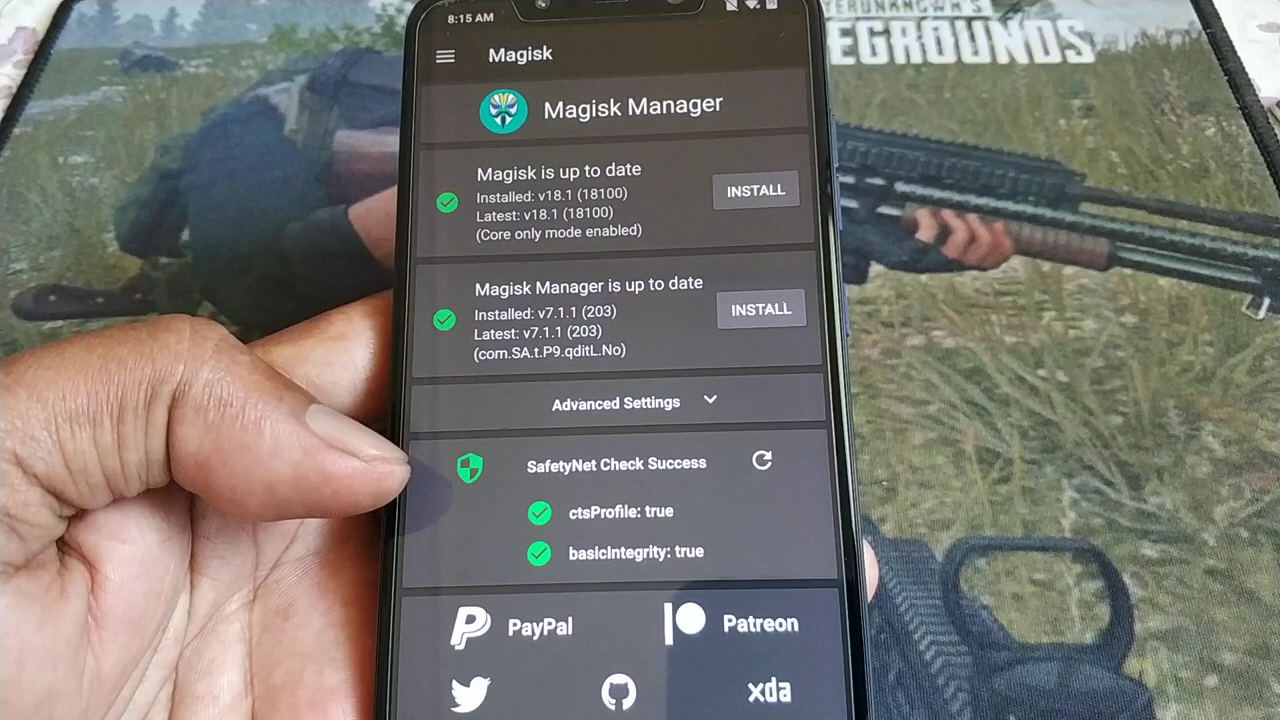 8:15 AM
Magisk
Magisk Manager
Magisk is up to date
Installed: v18.1 (18100)
Latest: v18.1 (18100)
(Core only mode enabled)
INSTALL
Magisk Manager is up to date
Installed: v7.1.1 (203)
Latest: v7.1.1 (203)
(com.SA.t.P9.qditL.No)
INSTALL
Advanced Settings
SafetyNet Check Success
ctsProfile: true
basicIntegrity: true
PayPal
Patreon
xda